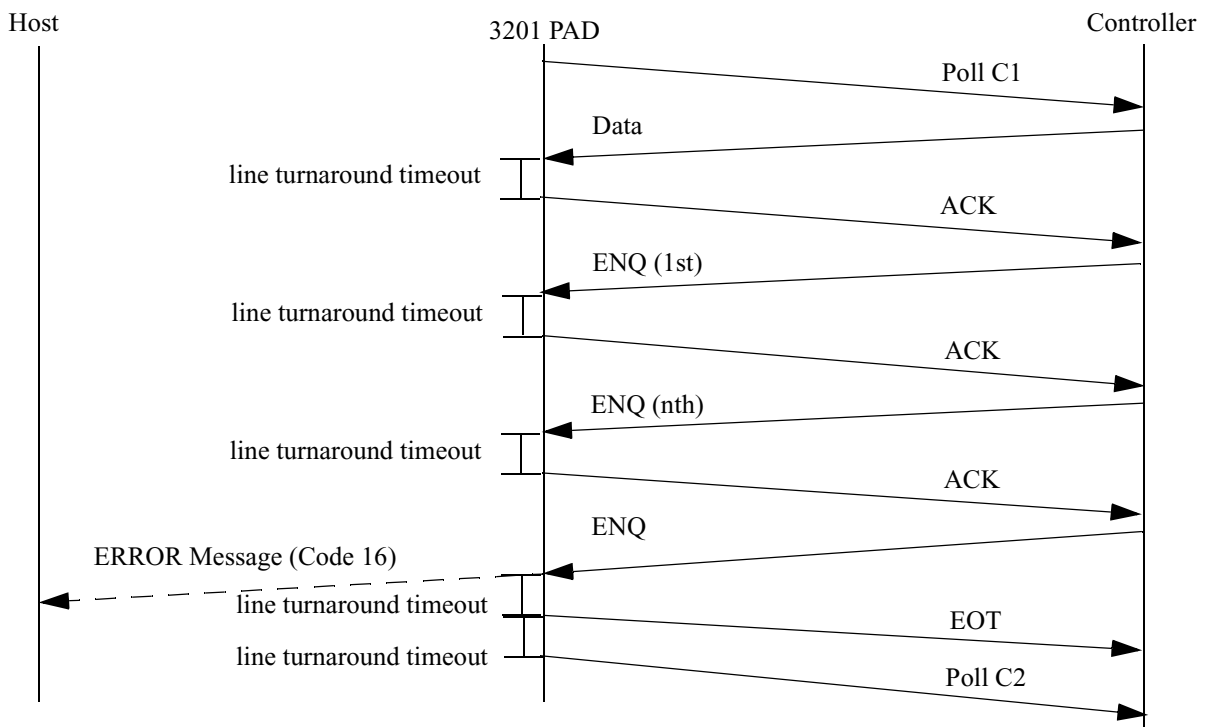 Host
3201 PAD
Controller
Poll C1
Data
line turnaround timeout
ACK
ENQ (1st)
line turnaround timeout
ACK
ENQ (nth)
line turnaround timeout
ACK
ENQ
ERROR Message (Code 16)
line turnaround timeout
EOT
line turnaround timeout
Poll C2